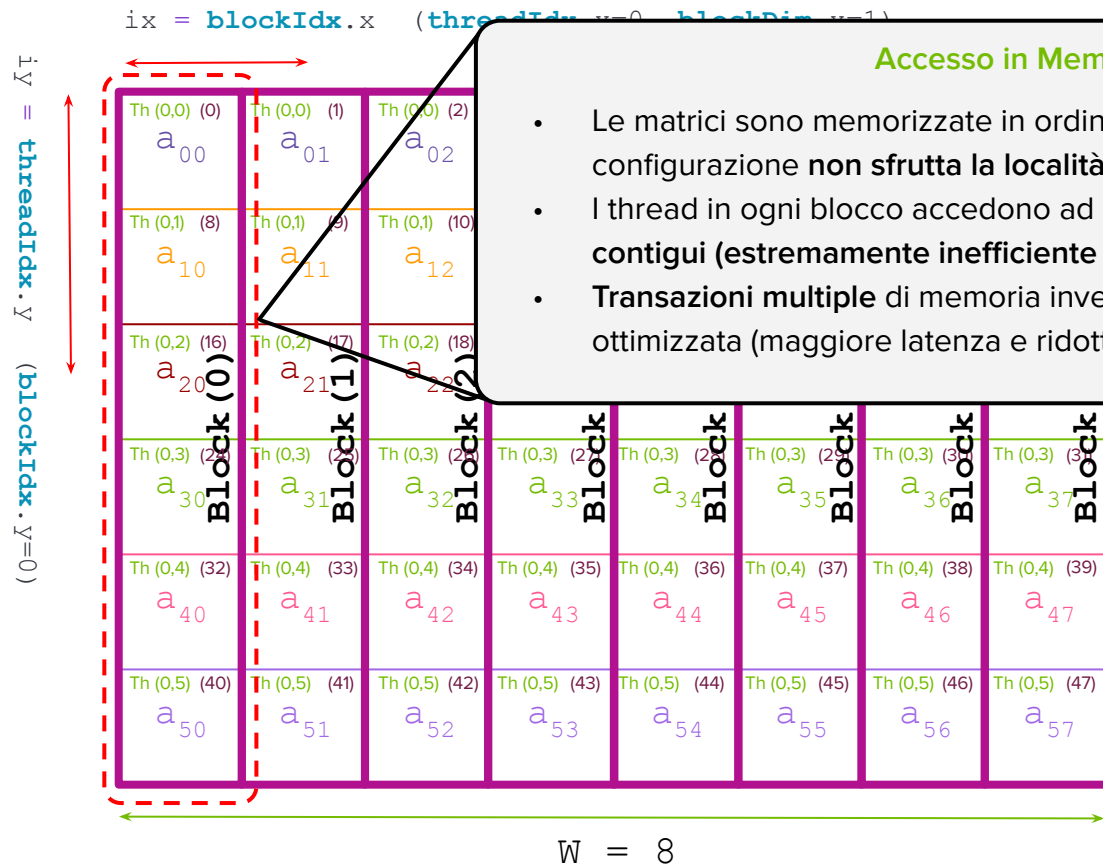 ix = blockIdx.x (threadIdx.x=0, blockDim.x=1)
iy = threadIdx.y (blockIdx.y=0)
Accesso in Mem
• Le matrici sono memorizzate in ordin
configurazione non sfrutta la località
• I thread in ogni blocco accedono ad
contigui (estremamente inefficiente
• Transazioni multiple di memoria inve
ottimizzata (maggiore latenza e ridott
Th (0,0) (0) Th (0,0) (1) Th (0,0) (2)
a00 a01 a02
Th (0,1) (8) Th (0,1) (9) Th (0,1) (10)
a10 a11 a12
Th (0,2) (16) Th (0,2) (17) Th (0,2) (18)
a20 a21 a22
Block (0) Block (1) Block (2) Block Block Block Block Block
Th (0,3) (24) Th (0,3) (25) Th (0,3) (26) Th (0,3) (27) Th (0,3) (28) Th (0,3) (29) Th (0,3) (30) Th (0,3) (31)
a30 a31 a32 a33 a34 a35 a36 a37
Th (0,4) (32) Th (0,4) (33) Th (0,4) (34) Th (0,4) (35) Th (0,4) (36) Th (0,4) (37) Th (0,4) (38) Th (0,4) (39)
a40 a41 a42 a43 a44 a45 a46 a47
Th (0,5) (40) Th (0,5) (41) Th (0,5) (42) Th (0,5) (43) Th (0,5) (44) Th (0,5) (45) Th (0,5) (46) Th (0,5) (47)
a50 a51 a52 a53 a54 a55 a56 a57
W = 8